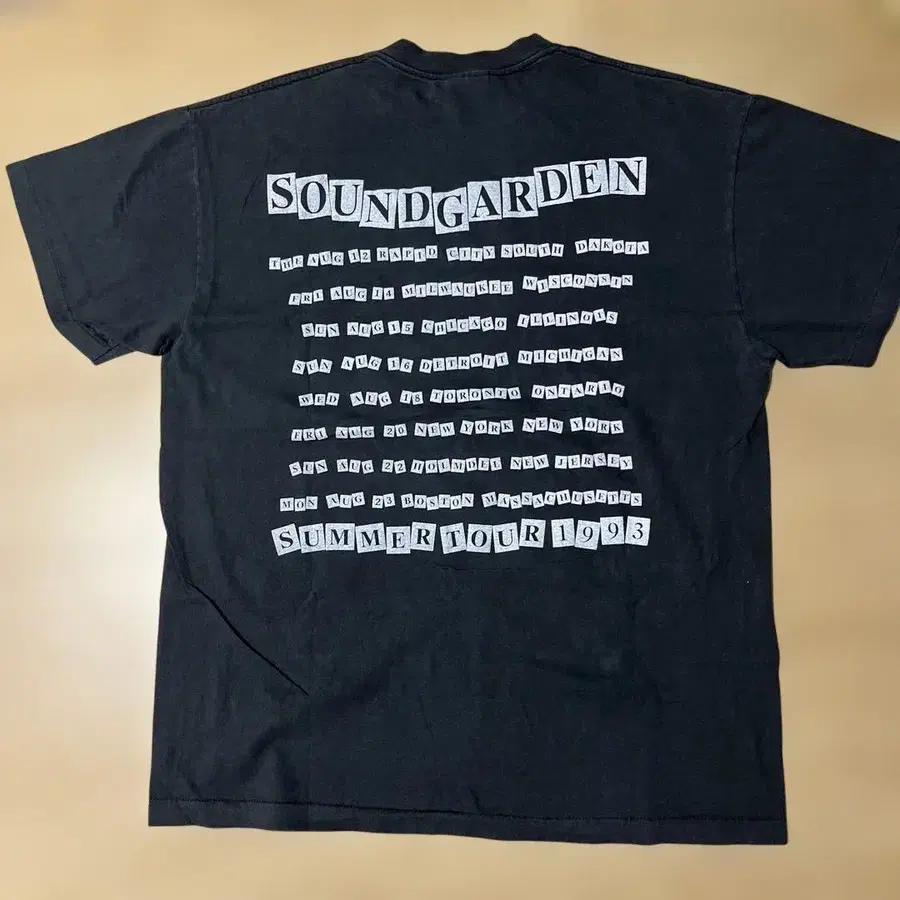 SOUNDGARDEN
THE AUG 12 RAPID CITY SOUTH DAKOTA
FRI AUG 14 MILWAUKEE WISCONSIN
SUN AUG 15 CHICAGO ILLINOIS
SUN AUG 16 DETROIT MICHIGAN
WED AUG 18 TORONTO ONTARIO
FRI AUG 20 NEW YORK NEW YORK
SUN AUG 22 HOLMDEL NEW JERSEY
MON AUG 23 BOSTON MASSACHUSETTS
SUMMER TOUR 1993